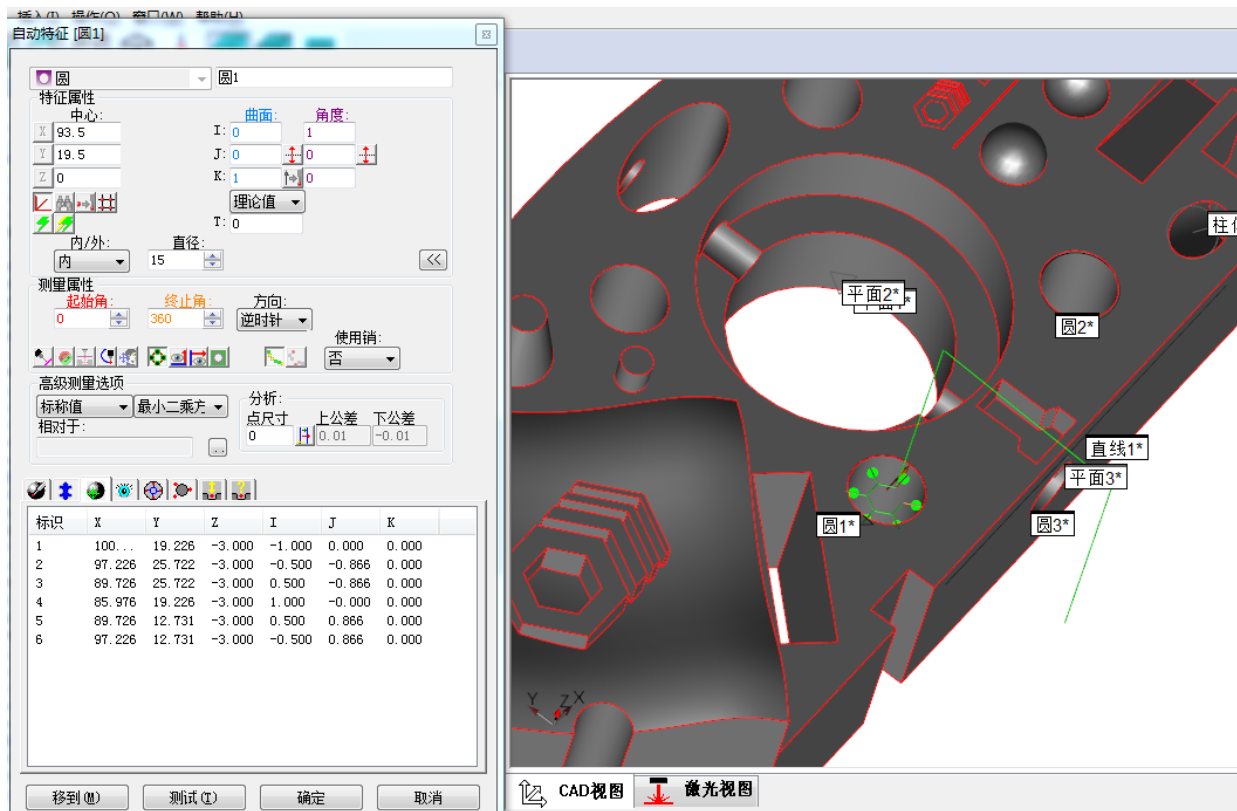 插入(I) 操作(O) 窗口(W) 帮助(H)
自动特征 [圆1]
圆 圆1
特征属性
中心: 曲面: 角度:
X 93.5 I: 0 1
Y 19.5 J: 0 0
Z 0 K: 1 0
理论值
T: 0
内/外: 直径:
内 15 <<
测量属性
起始角: 终止角: 方向:
0 360 逆时针
使用销:
否
高级测量选项
标称值 最小二乘方
相对于:
分析:
点尺寸 上公差 下公差
0 0.01 -0.01
标识 X Y Z I J K
1 100... 19.226 -3.000 -1.000 0.000 0.000
2 97.226 25.722 -3.000 -0.500 -0.866 0.000
3 89.726 25.722 -3.000 0.500 -0.866 0.000
4 85.976 19.226 -3.000 1.000 -0.000 0.000
5 89.726 12.731 -3.000 0.500 0.866 0.000
6 97.226 12.731 -3.000 -0.500 0.866 0.000
移到(M) 测试(T) 确定 取消
平面2*
圆2*
直线1*
平面3*
圆1*
圆3*
Y Z X
CAD视图 激光视图